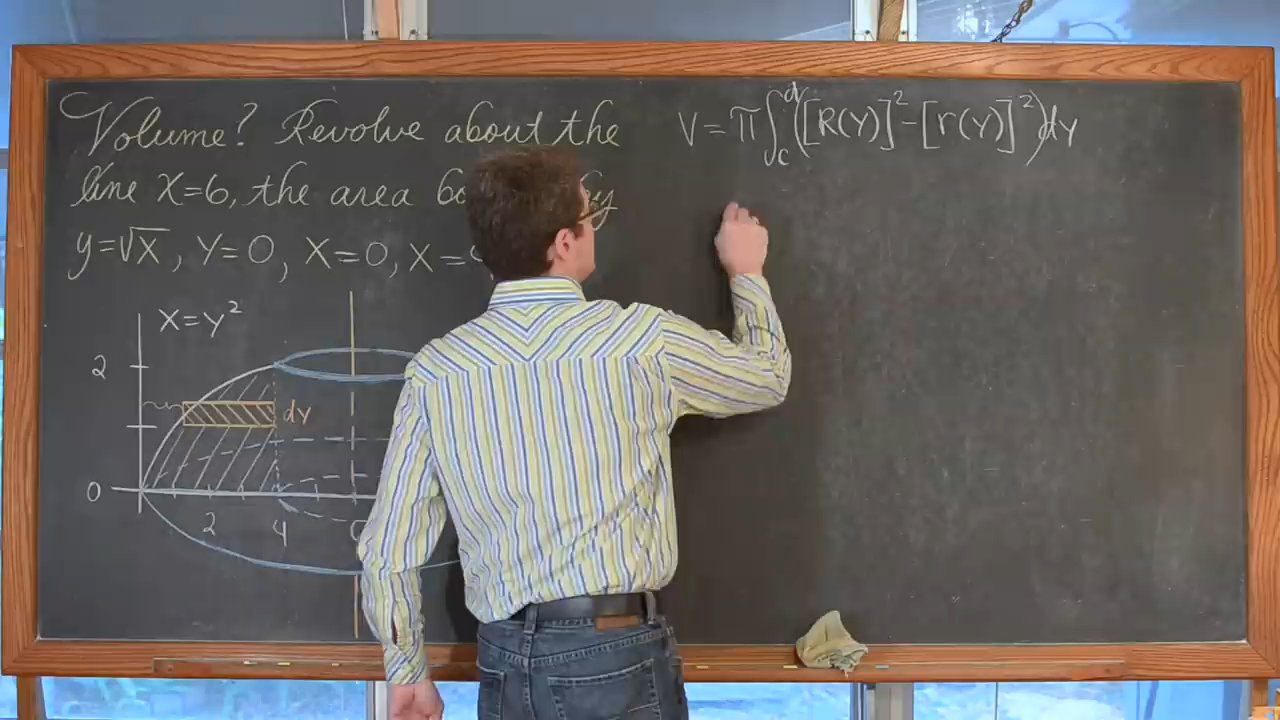 Volume? Revolve about the
line X=6, the area by
y=√X, Y=0, X=0, X=
V=π∫_c^d([R(Y)]²-[r(Y)]²)dy
X=y²
2
dy
0
2 4